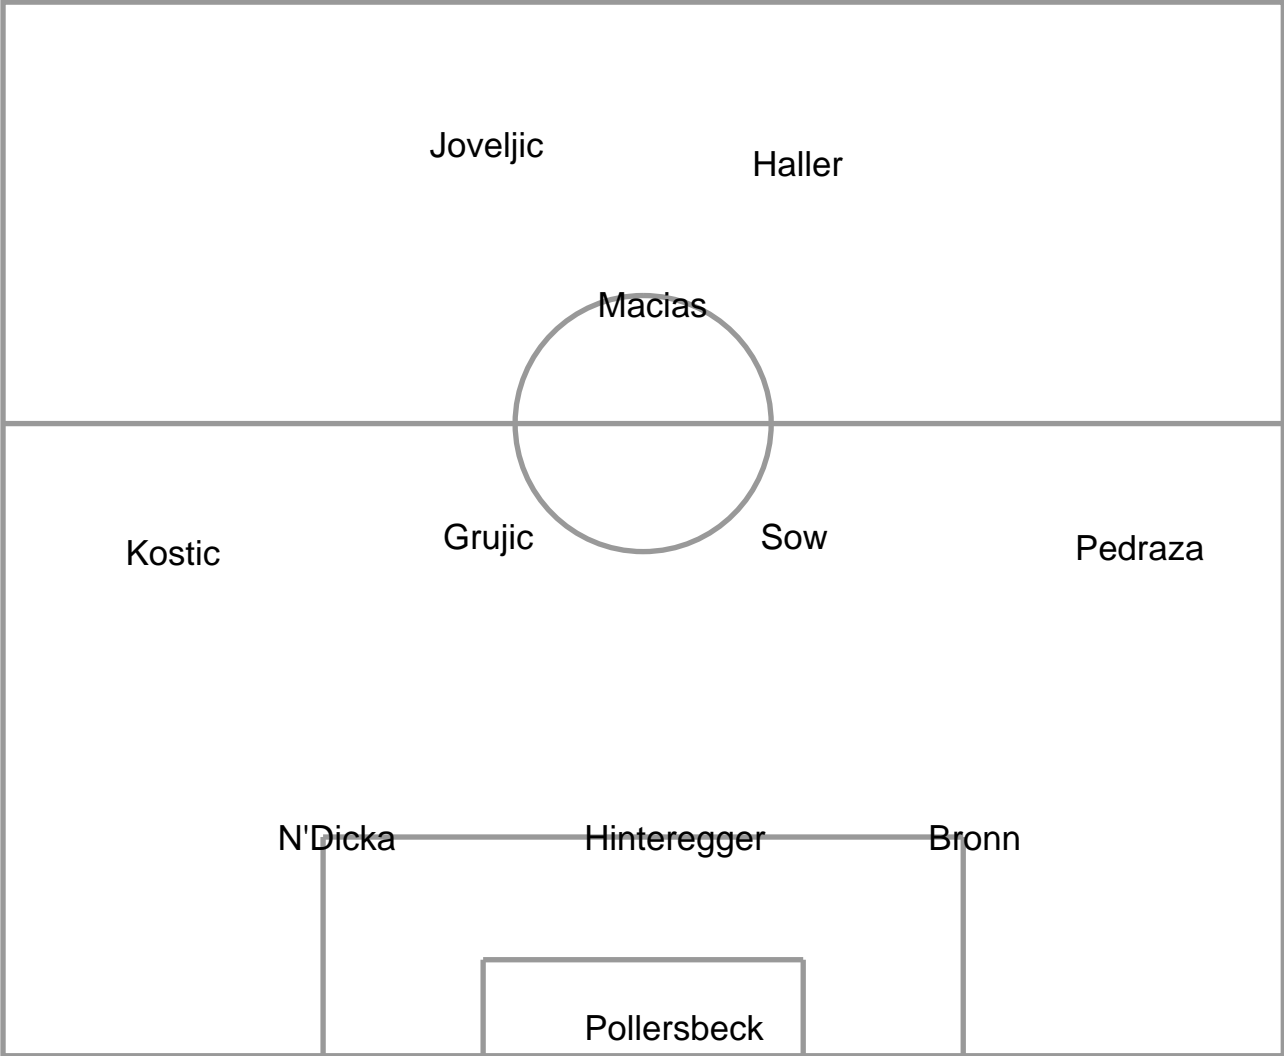 Joveljic
Haller
Macias
Kostic
Grujic
Sow
Pedraza
N'Dicka
Hinteregger
Bronn
Pollersbeck